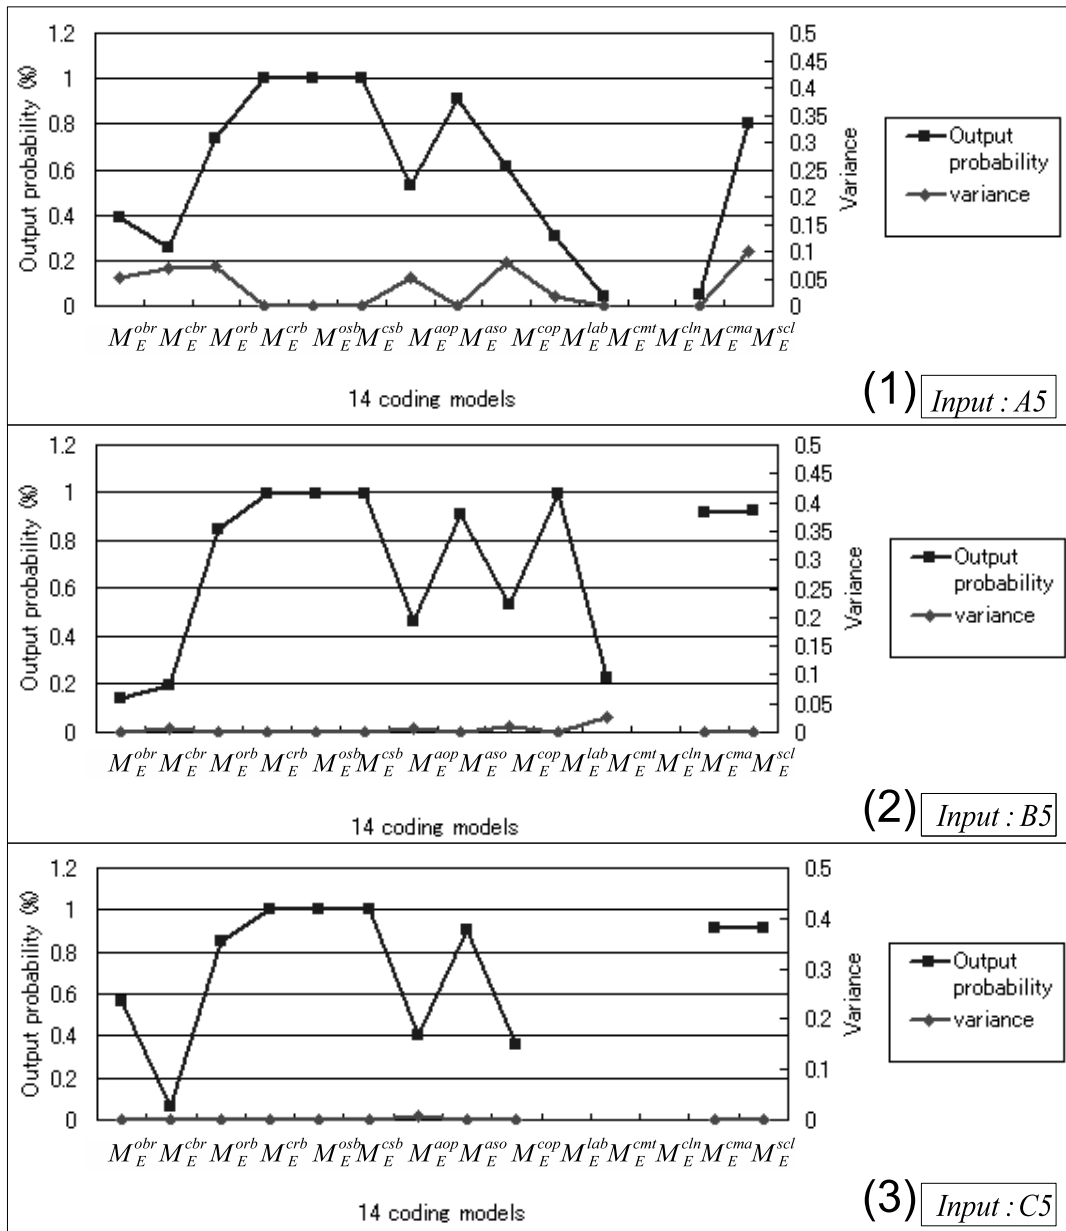 Output probability (%)
1.2
1
0.8
0.6
0.4
0.2
0
0.5
0.45
0.4
0.35
0.3
0.25
0.2
0.15
0.1
0.05
0
Variance
Output
probability
variance
M_E^obr M_E^cbr M_E^orb M_E^crb M_E^osb M_E^csb M_E^aop M_E^aso M_E^cop M_E^lab M_E^cmt M_E^cln M_E^cma M_E^scl
14 coding models
(1) Input : A5
Output probability (%)
1.2
1
0.8
0.6
0.4
0.2
0
0.5
0.45
0.4
0.35
0.3
0.25
0.2
0.15
0.1
0.05
0
Variance
Output
probability
variance
M_E^obr M_E^cbr M_E^orb M_E^crb M_E^osb M_E^csb M_E^aop M_E^aso M_E^cop M_E^lab M_E^cmt M_E^cln M_E^cma M_E^scl
14 coding models
(2) Input : B5
Output probability (%)
1.2
1
0.8
0.6
0.4
0.2
0
0.5
0.4
0.3
0.2
0.1
0
Variance
Output
probability
variance
M_E^obr M_E^cbr M_E^orb M_E^crb M_E^osb M_E^csb M_E^aop M_E^aso M_E^cop M_E^lab M_E^cmt M_E^cln M_E^cma M_E^scl
14 coding models
(3) Input : C5